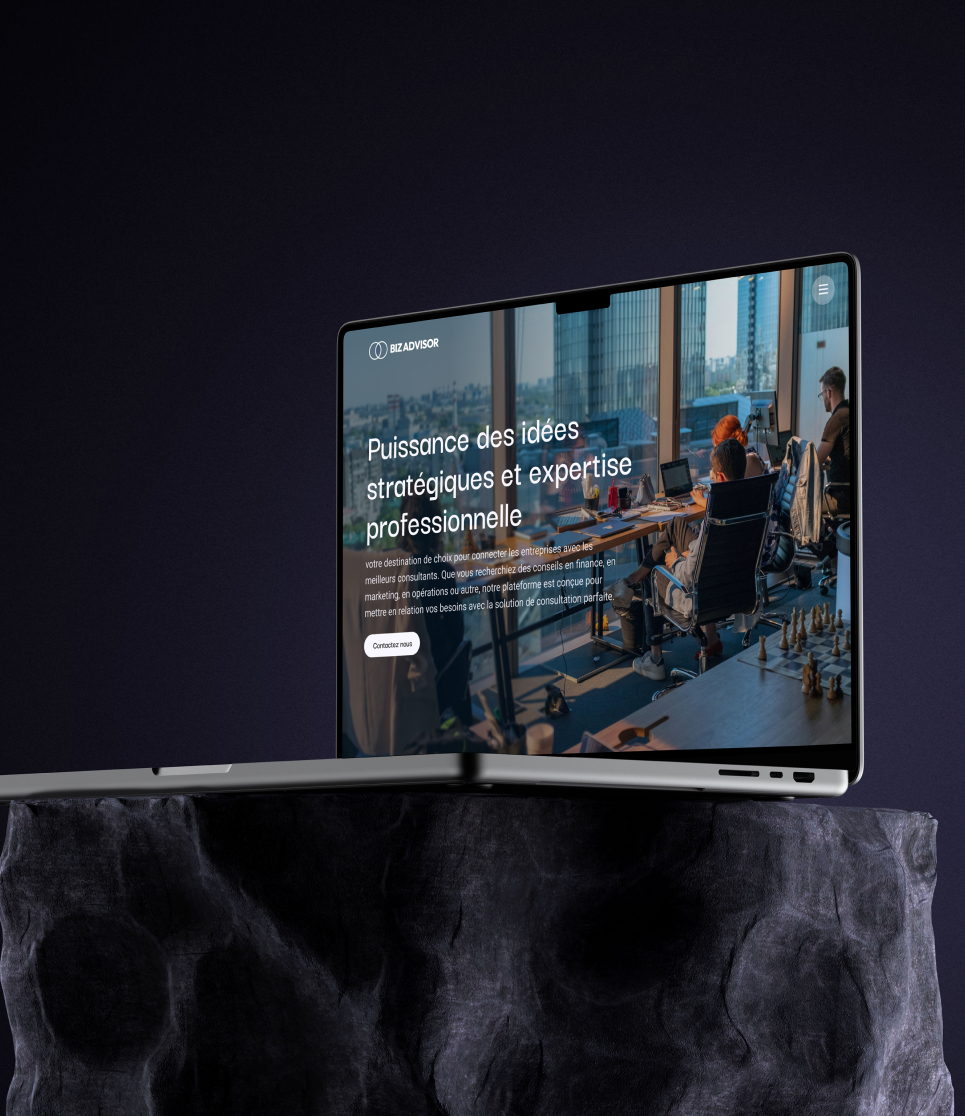 BIZ ADVISOR
Puissance des idées
stratégiques et expertise
professionnelle
votre destination de choix pour connecter les entreprises avec les
meilleurs consultants. Que vous recherchiez des conseils en finance, en
marketing, en opérations ou autre, notre plateforme est conçue pour
mettre en relation vos besoins avec la solution de consultation parfaite.
Contactez nous